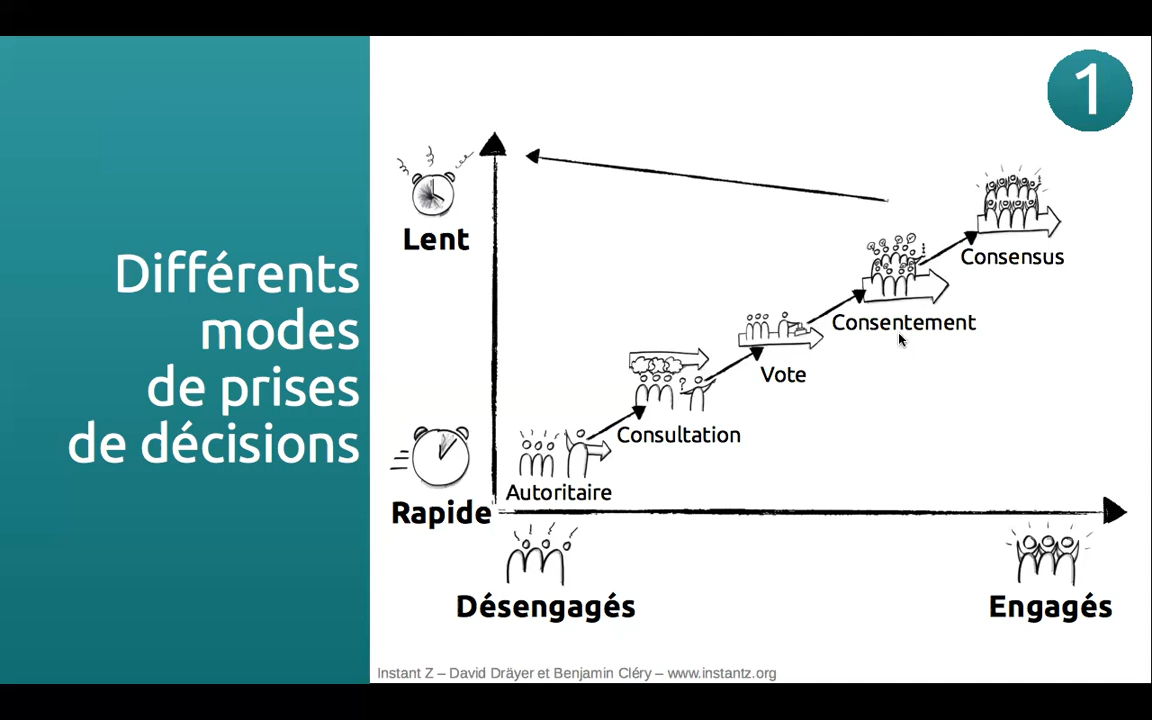 Différents
modes
de prises
de décisions
1
Lent
Consensus
Consentement
Vote
Consultation
Autoritaire
Rapide
Désengagés
Engagés
Instant Z – David Dräyer et Benjamin Cléry – www.instantz.org